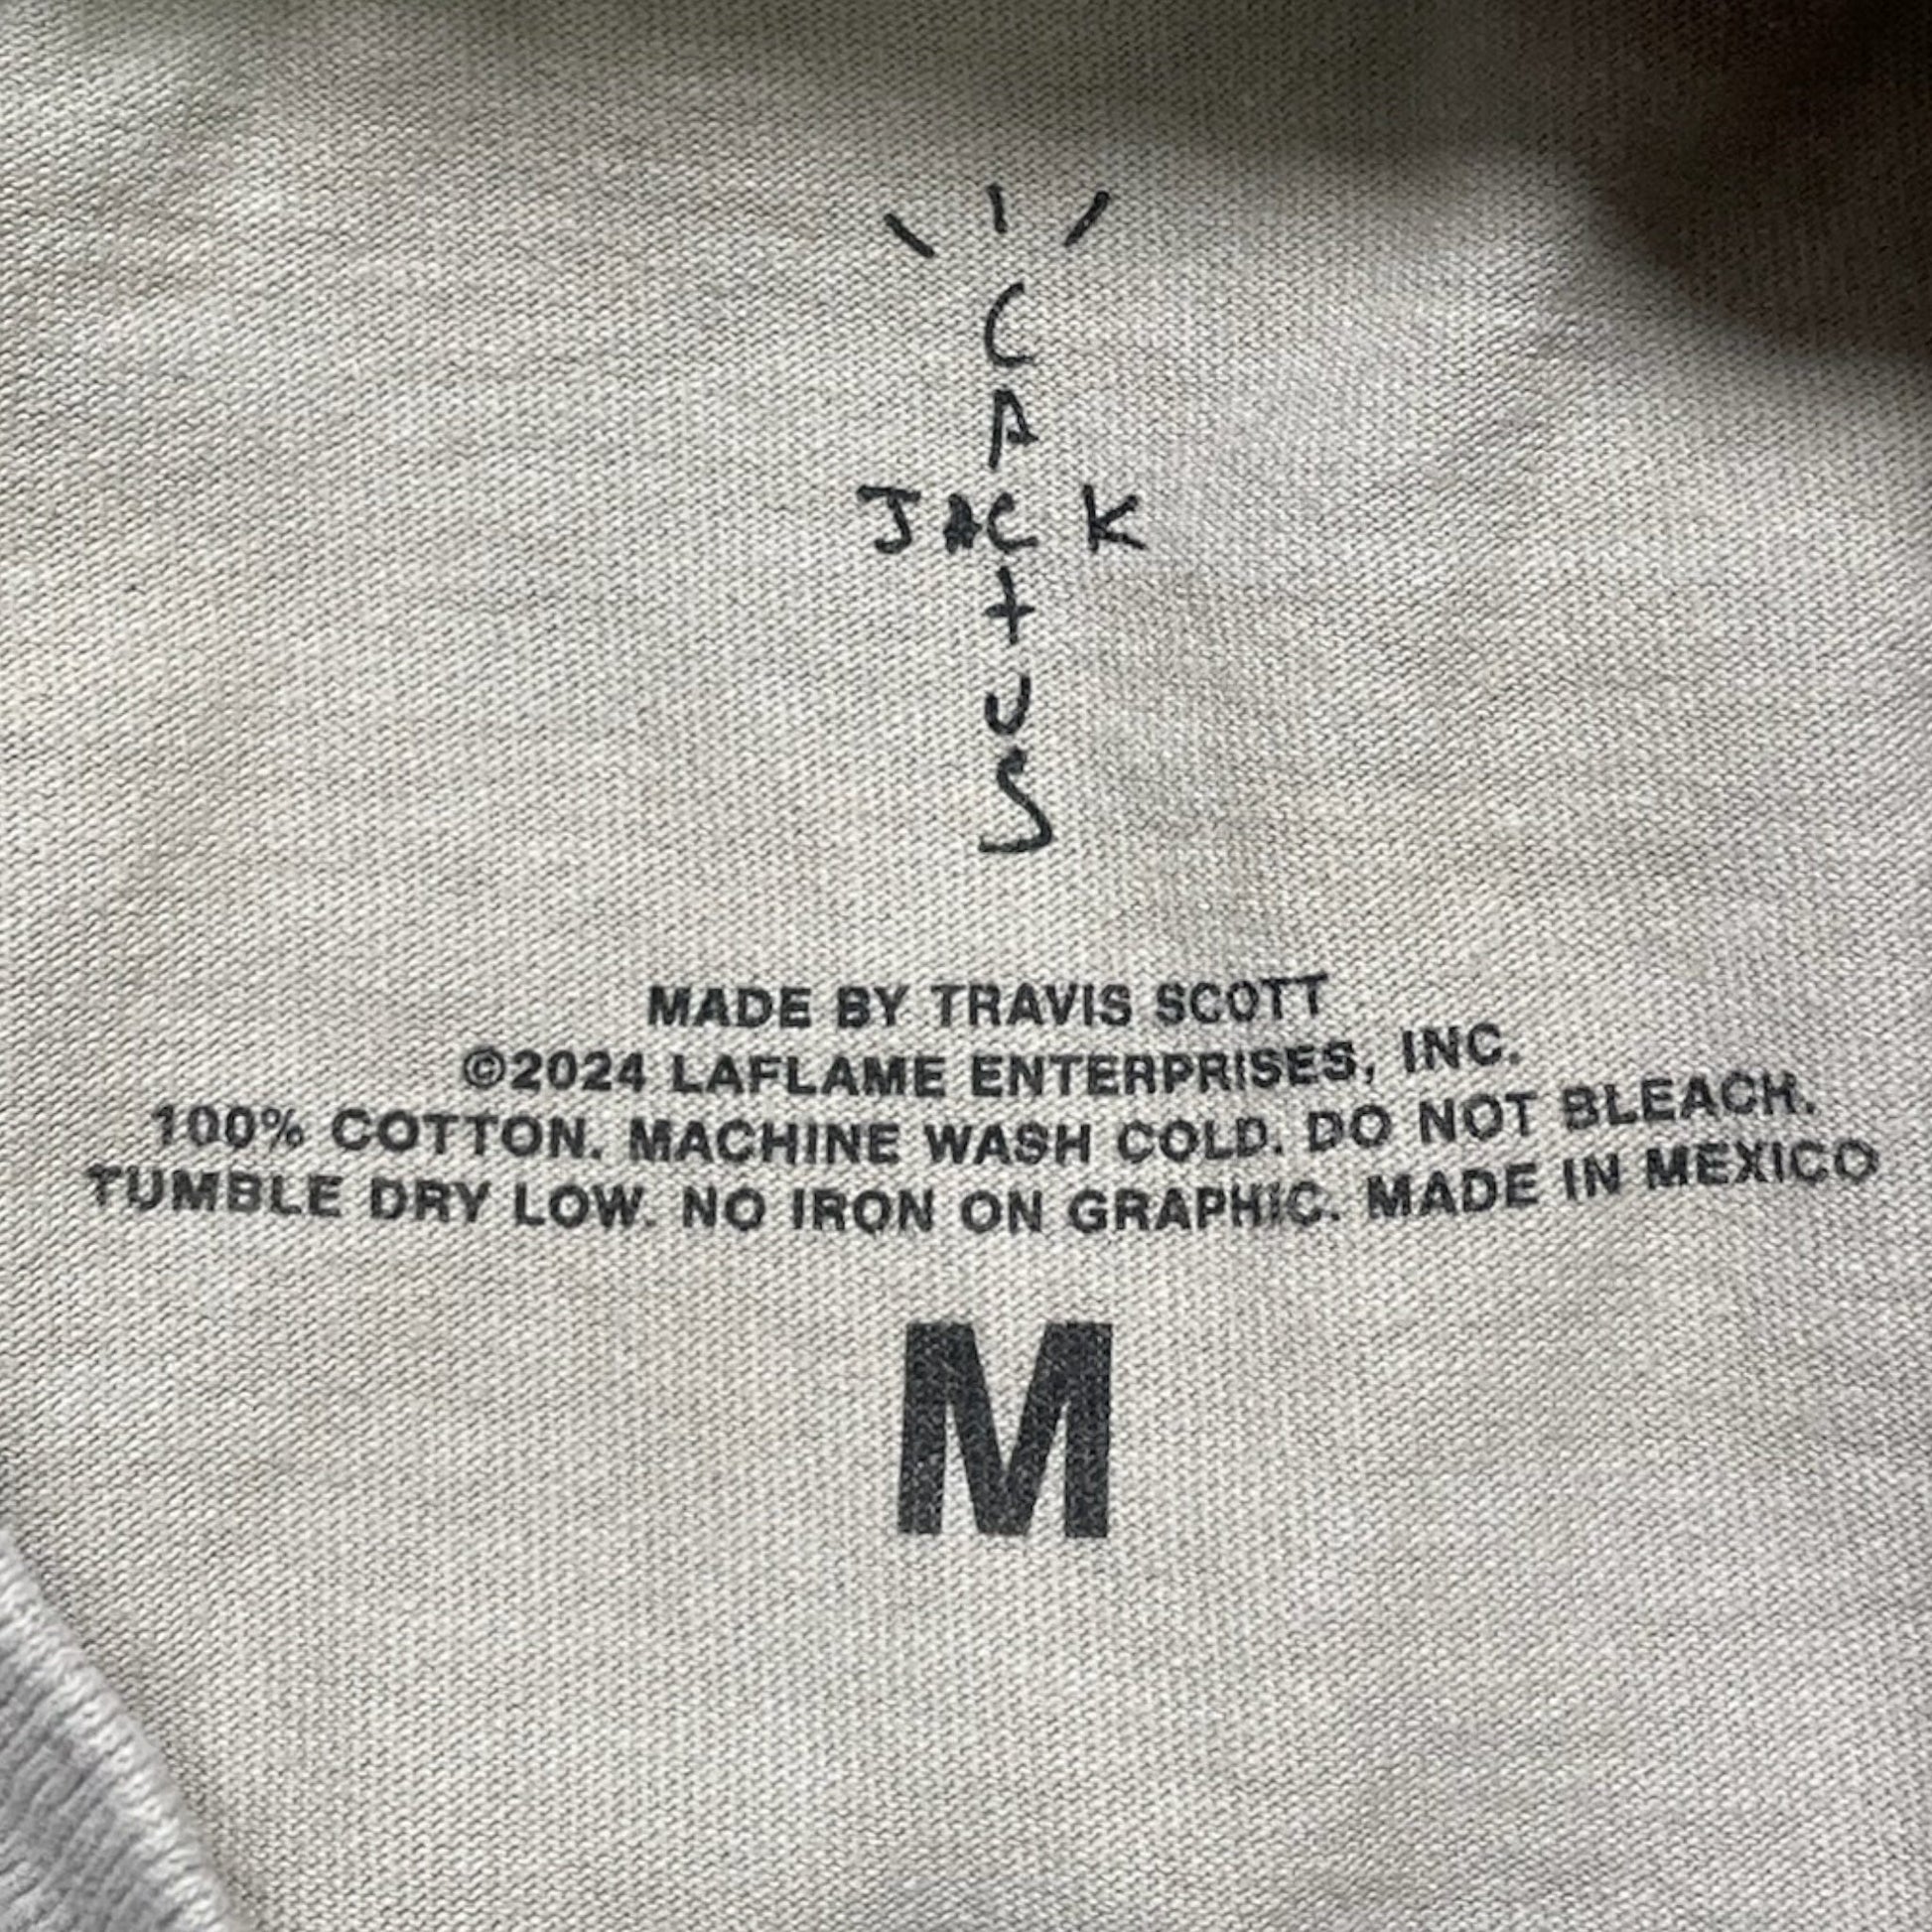 CACTUS
JACK
MADE BY TRAVIS SCOTT
©2024 LAFLAME ENTERPRISES, INC.
100% COTTON. MACHINE WASH COLD. DO NOT BLEACH.
TUMBLE DRY LOW. NO IRON ON GRAPHIC. MADE IN MEXICO
M